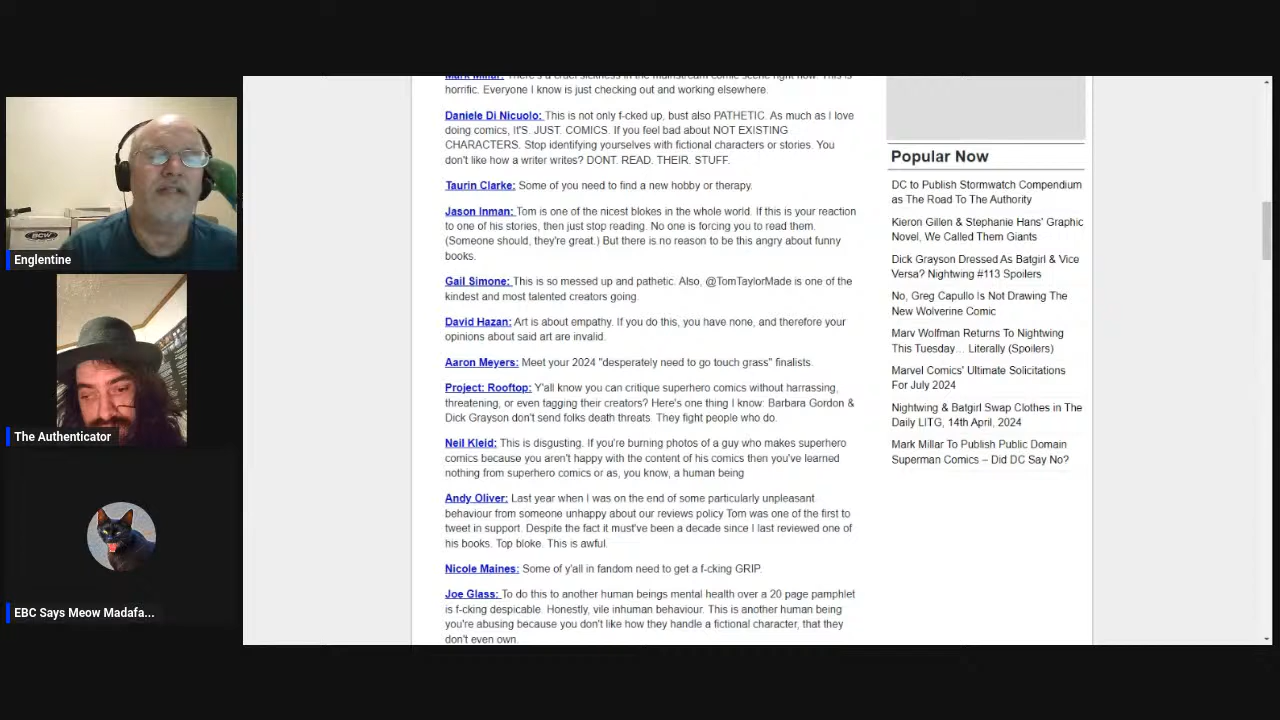 Mark Millar: There's a cruel sickness in the mainstream comic scene right now. This is
horrific. Everyone I know is just checking out and working elsewhere.
Daniele Di Nicuolo: This is not only f-cked up, bust also PATHETIC. As much as I love
doing comics, It'S. JUST. COMICS. If you feel bad about NOT EXISTING
CHARACTERS. Stop identifying yourselves with fictional characters or stories. You
don't like how a writer writes? DONT. READ. THEIR. STUFF.
Taurin Clarke: Some of you need to find a new hobby or therapy.
Jason Inman: Tom is one of the nicest blokes in the whole world. If this is your reaction
to one of his stories, then just stop reading. No one is forcing you to read them.
(Someone should, they're great.) But there is no reason to be this angry about funny
books.
Gail Simone: This is so messed up and pathetic. Also, @TomTaylorMade is one of the
kindest and most talented creators going.
David Hazan: Art is about empathy. If you do this, you have none, and therefore your
opinions about said art are invalid.
Aaron Meyers: Meet your 2024 "desperately need to go touch grass" finalists.
Project: Rooftop: Y'all know you can critique superhero comics without harrassing,
threatening, or even tagging their creators? Here's one thing I know: Barbara Gordon &
Dick Grayson don't send folks death threats. They fight people who do.
Neil Kleid: This is disgusting. If you're burning photos of a guy who makes superhero
comics because you aren't happy with the content of his comics then you've learned
nothing from superhero comics or as, you know, a human being
Andy Oliver: Last year when I was on the end of some particularly unpleasant
behaviour from someone unhappy about our reviews policy Tom was one of the first to
tweet in support. Despite the fact it must've been a decade since I last reviewed one of
his books. Top bloke. This is awful.
Nicole Maines: Some of y'all in fandom need to get a f-cking GRIP.
Joe Glass: To do this to another human beings mental health over a 20 page pamphlet
is f-cking despicable. Honestly, vile inhuman behaviour. This is another human being
you're abusing because you don't like how they handle a fictional character, that they
don't even own.
Popular Now
DC to Publish Stormwatch Compendium
as The Road To The Authority
Kieron Gillen & Stephanie Hans' Graphic
Novel, We Called Them Giants
Dick Grayson Dressed As Batgirl & Vice
Versa? Nightwing #113 Spoilers
No, Greg Capullo Is Not Drawing The
New Wolverine Comic
Marv Wolfman Returns To Nightwing
This Tuesday… Literally (Spoilers)
Marvel Comics' Ultimate Solicitations
For July 2024
Nightwing & Batgirl Swap Clothes in The
Daily LITG, 14th April, 2024
Mark Millar To Publish Public Domain
Superman Comics – Did DC Say No?
BCW
Englentine
The Authenticator
EBC Says Meow Madafa...